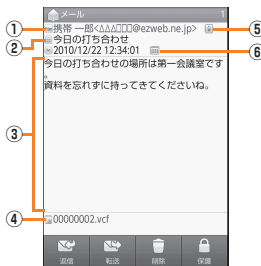 メール 1
① 携帯 一郎<△△△□□□@ezweb.ne.jp> ⑤
② 今日の打ち合わせ
2010/12/22 12:34:01 ⑥
今日の打ち合わせの場所は第一会議室です
。
資料を忘れずに持ってきてくださいね。
③
④ 00000002.vcf
返信 転送 削除 保護